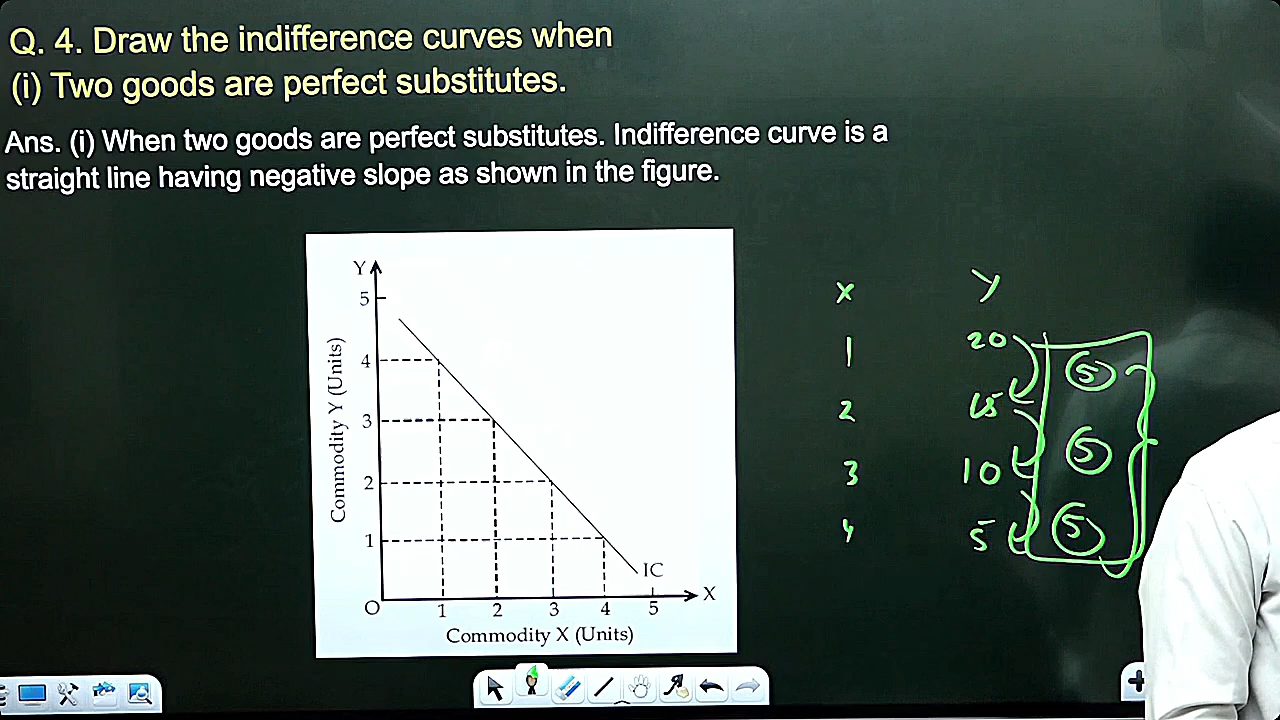 Q. 4. Draw the indifference curves when
(i) Two goods are perfect substitutes.
Ans. (i) When two goods are perfect substitutes. Indifference curve is a
straight line having negative slope as shown in the figure.
Y
5
4
3
2
1
O
1 2 3 4 5
X
IC
Commodity Y (Units)
Commodity X (Units)
x y
1 20 5
2 15
3 10 5
4 5 5